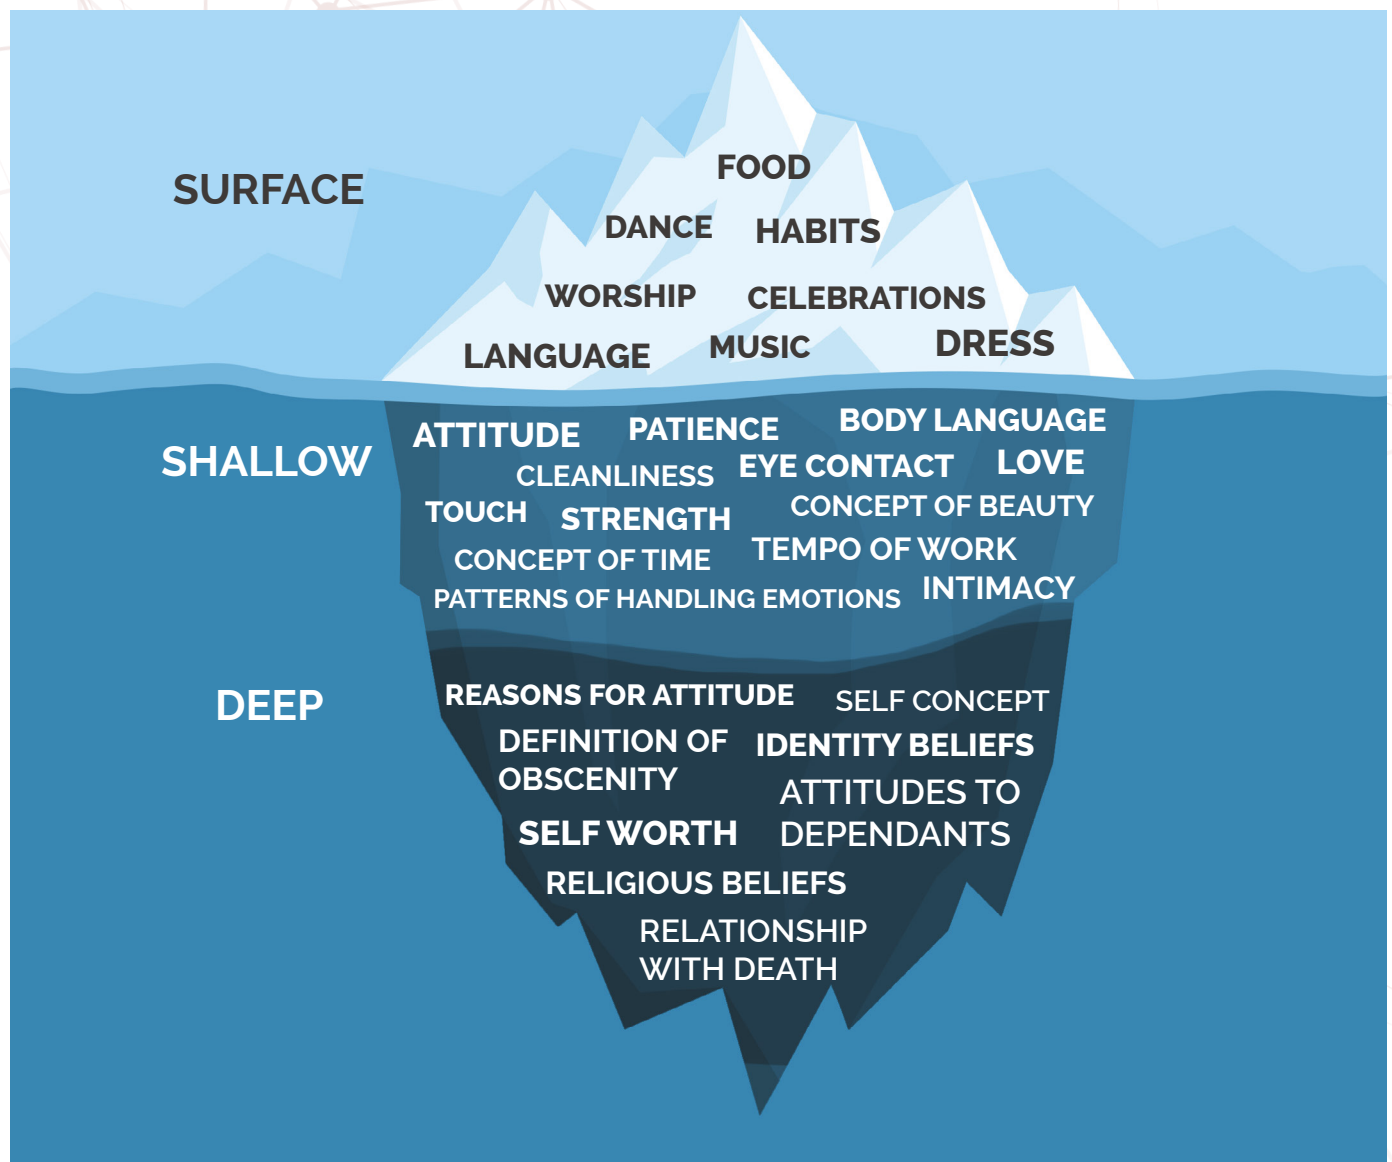 SURFACE
FOOD
DANCE HABITS
WORSHIP CELEBRATIONS
LANGUAGE MUSIC DRESS
SHALLOW
ATTITUDE PATIENCE BODY LANGUAGE
CLEANLINESS EYE CONTACT LOVE
TOUCH STRENGTH CONCEPT OF BEAUTY
CONCEPT OF TIME TEMPO OF WORK
PATTERNS OF HANDLING EMOTIONS INTIMACY
DEEP
REASONS FOR ATTITUDE SELF CONCEPT
DEFINITION OF
OBSCENITY
IDENTITY BELIEFS
ATTITUDES TO
DEPENDANTS
SELF WORTH
RELIGIOUS BELIEFS
RELATIONSHIP
WITH DEATH